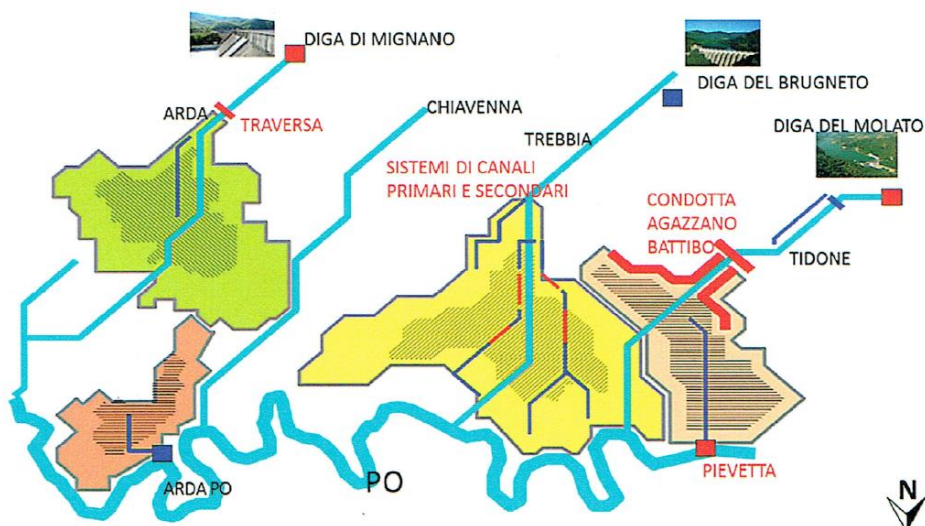 DIGA DI MIGNANO
DIGA DEL BRUGNETO
ARDA
TRAVERSA
CHIAVENNA
TREBBIA
DIGA DEL MOLATO
SISTEMI DI CANALI
PRIMARI E SECONDARI
CONDOTTA
AGAZZANO
BATTIBO
TIDONE
ARDA PO
PO
PIEVETTA
N